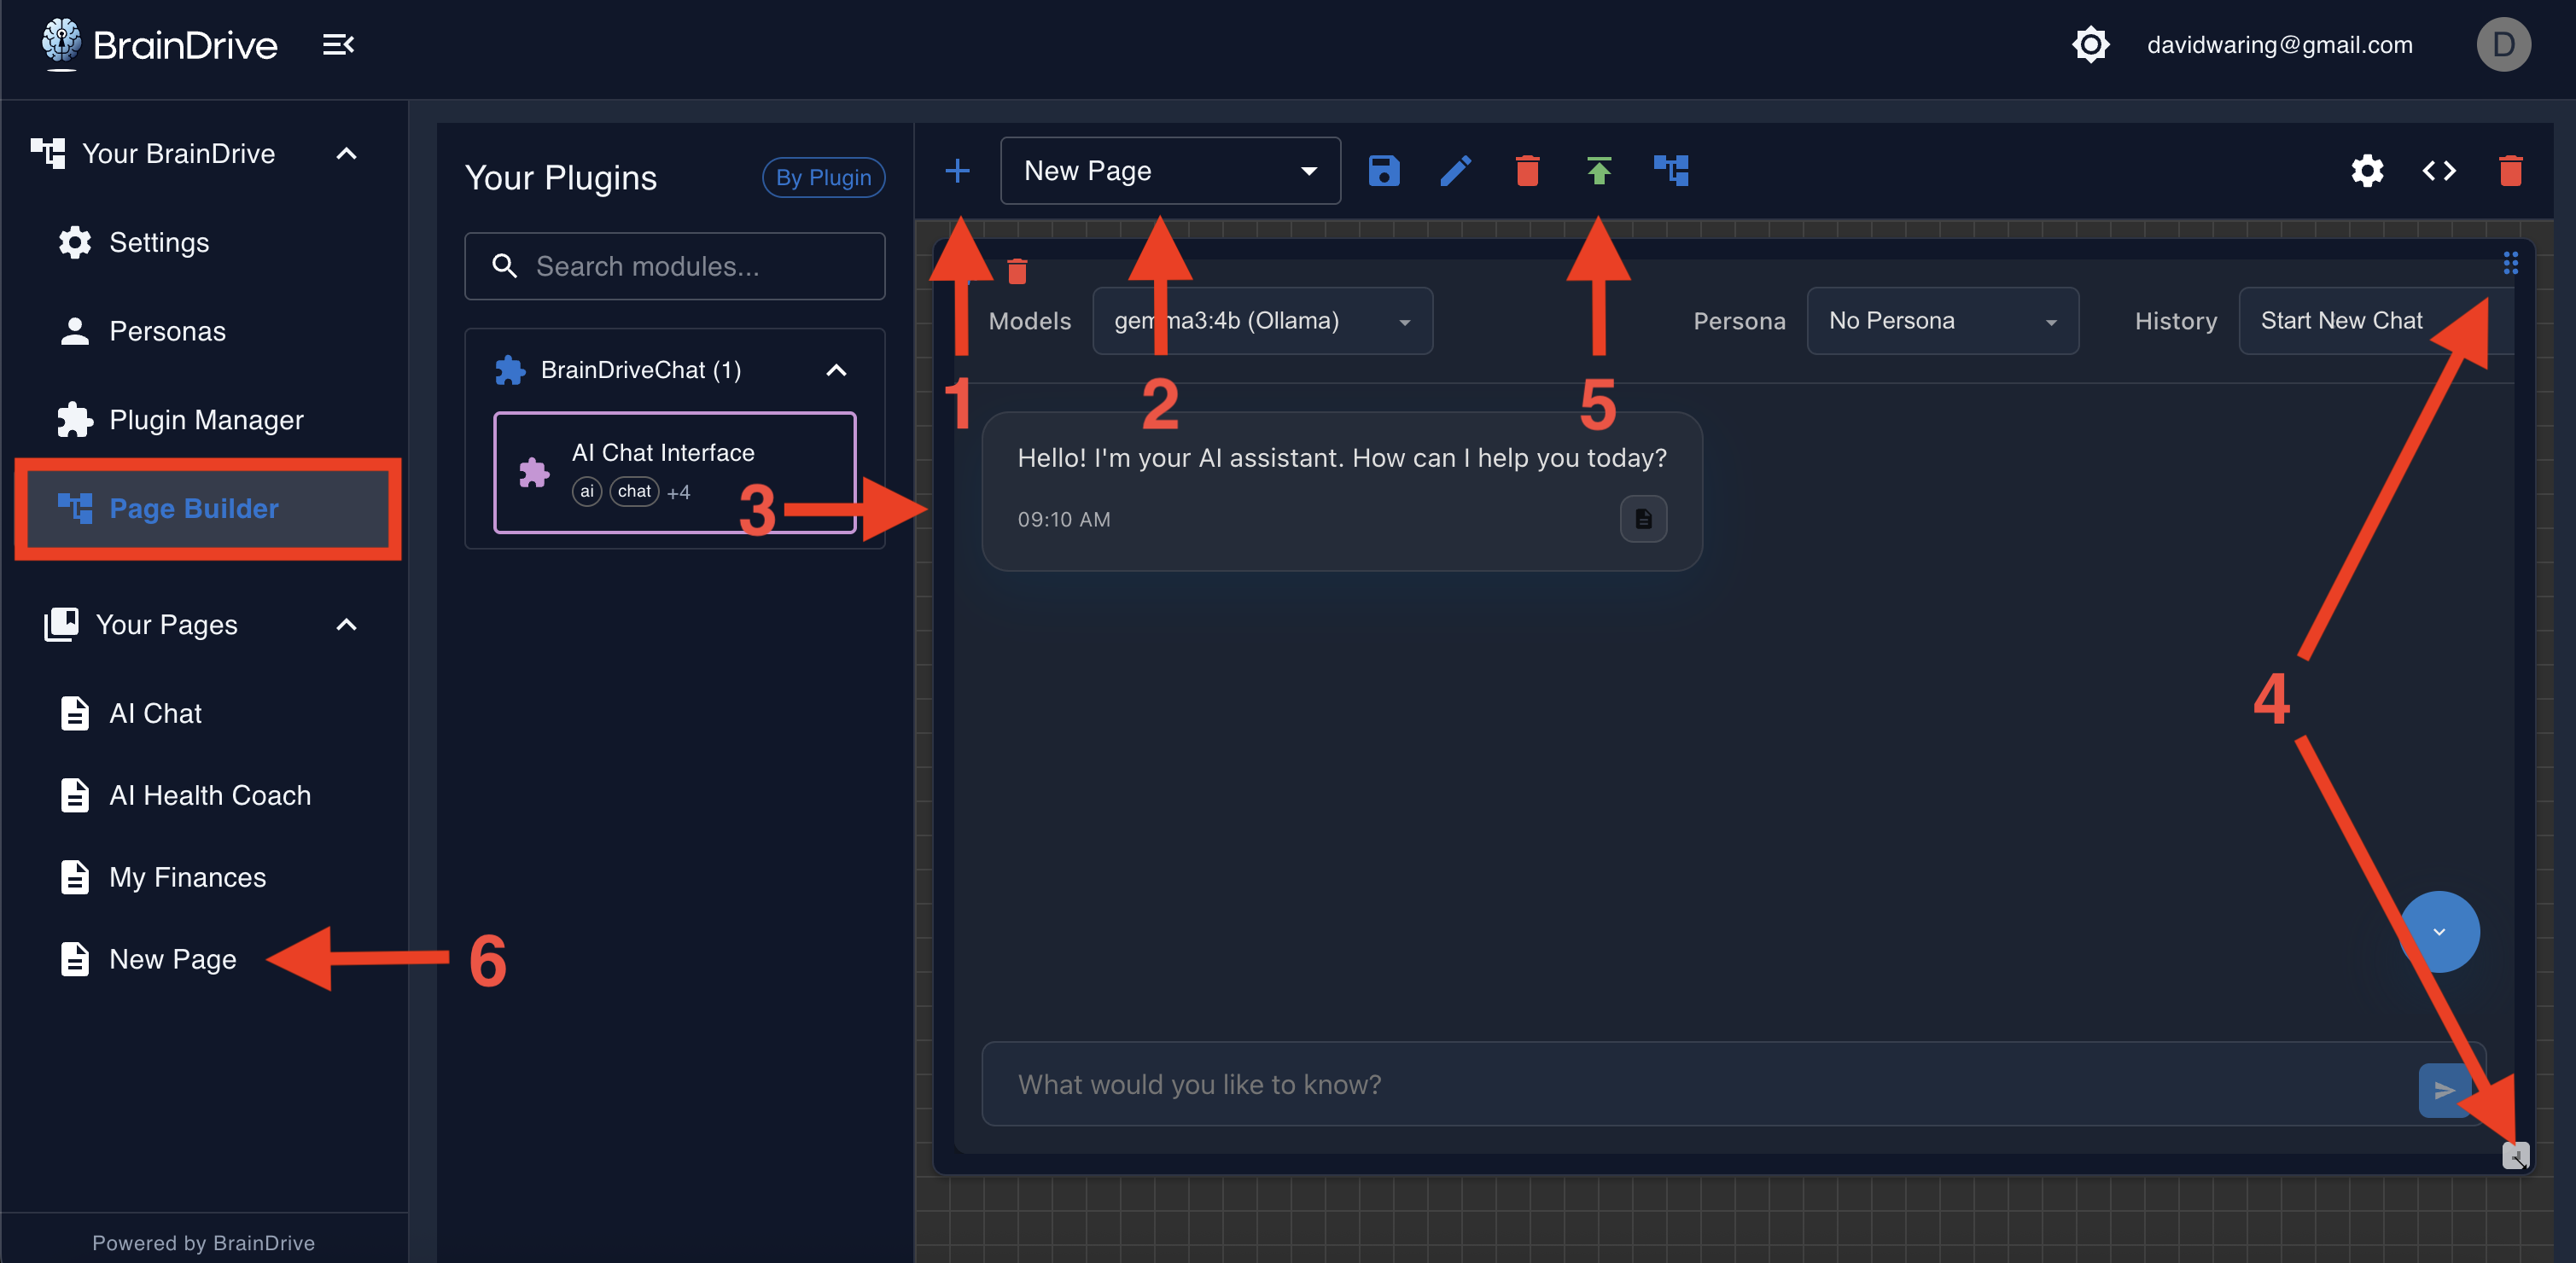 BrainDrive
davidwaring@gmail.com
D
Your BrainDrive
Settings
Personas
Plugin Manager
Page Builder
Your Pages
AI Chat
AI Health Coach
My Finances
New Page
6
Powered by BrainDrive
Your Plugins
By Plugin
Search modules...
BrainDriveChat (1)
AI Chat Interface
ai chat +4
3
New Page
1
2
5
4
Models
gemma3:4b (Ollama)
Persona
No Persona
History
Start New Chat
Hello! I'm your AI assistant. How can I help you today?
09:10 AM
What would you like to know?